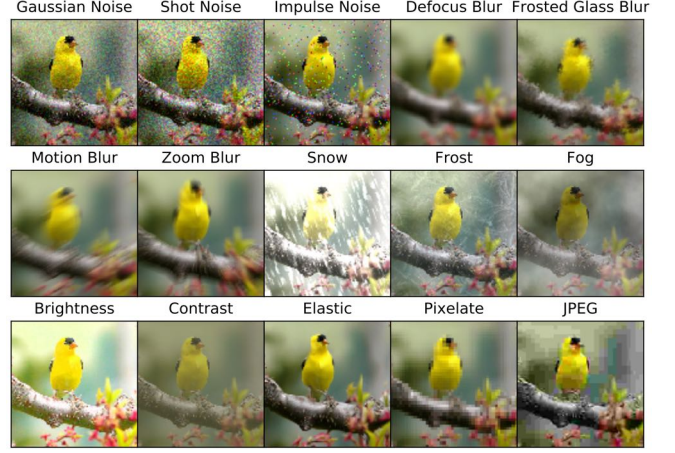 Gaussian Noise Shot Noise Impulse Noise Defocus Blur Frosted Glass Blur
Motion Blur Zoom Blur Snow Frost Fog
Brightness Contrast Elastic Pixelate JPEG